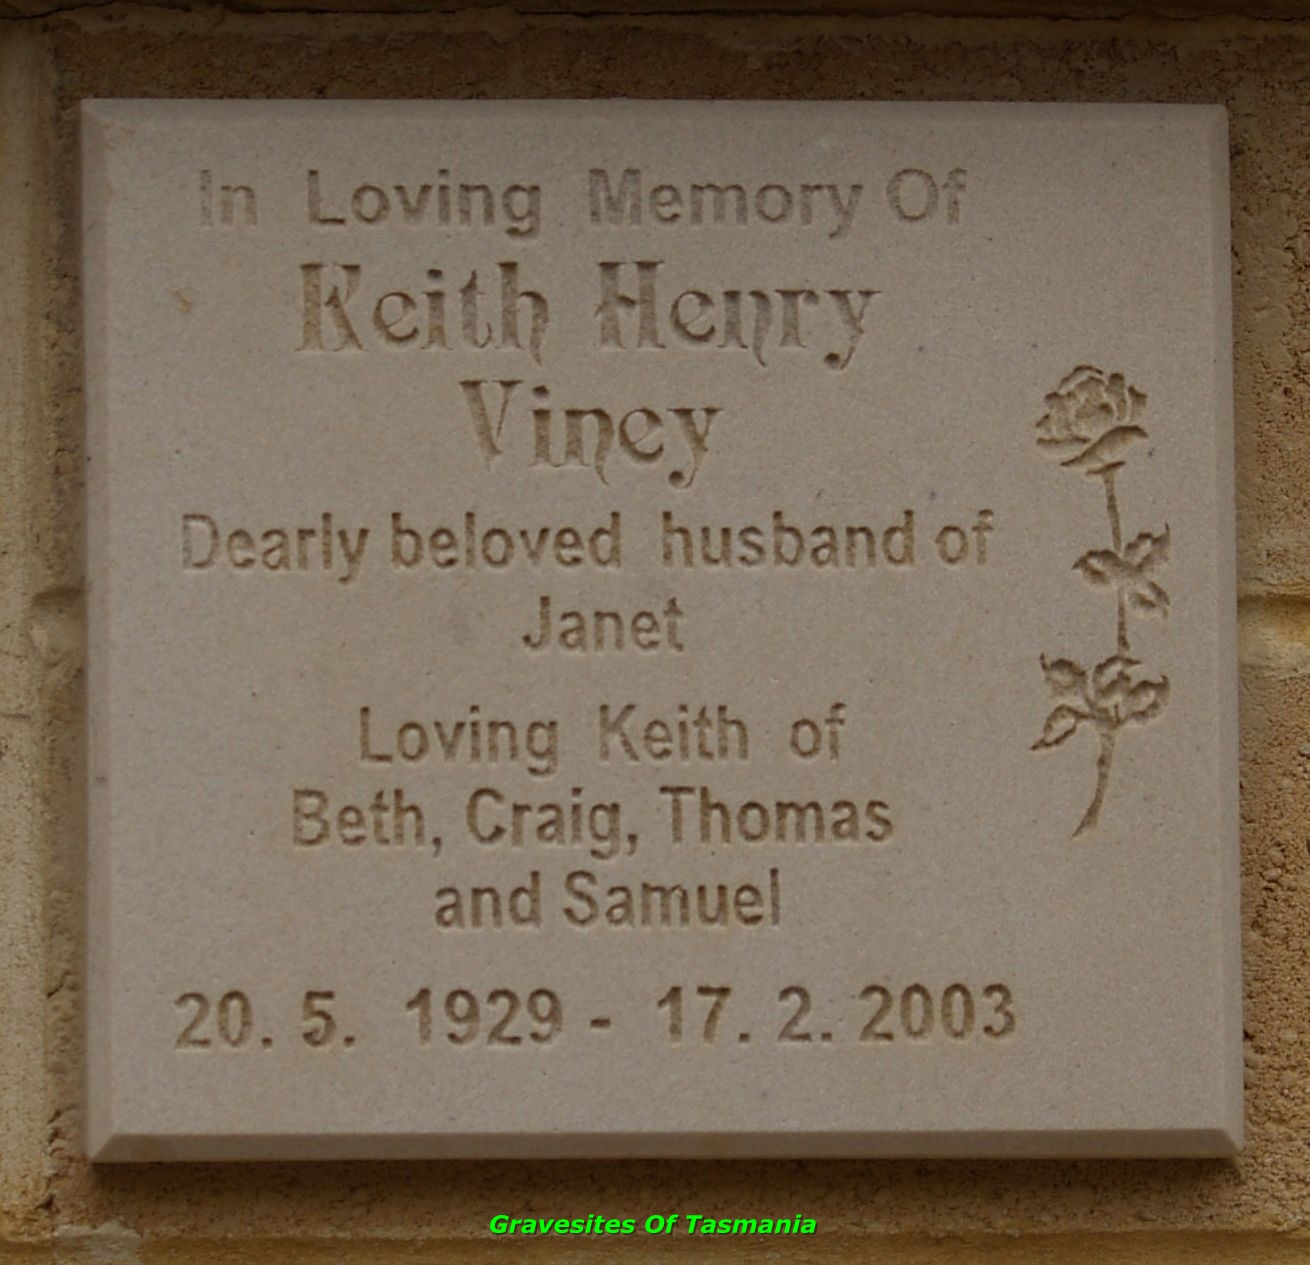 In Loving Memory Of
Keith Henry
Viney
Dearly beloved husband of
Janet
Loving Keith of
Beth, Craig, Thomas
and Samuel
20. 5. 1929 - 17. 2. 2003
Gravesites Of Tasmania